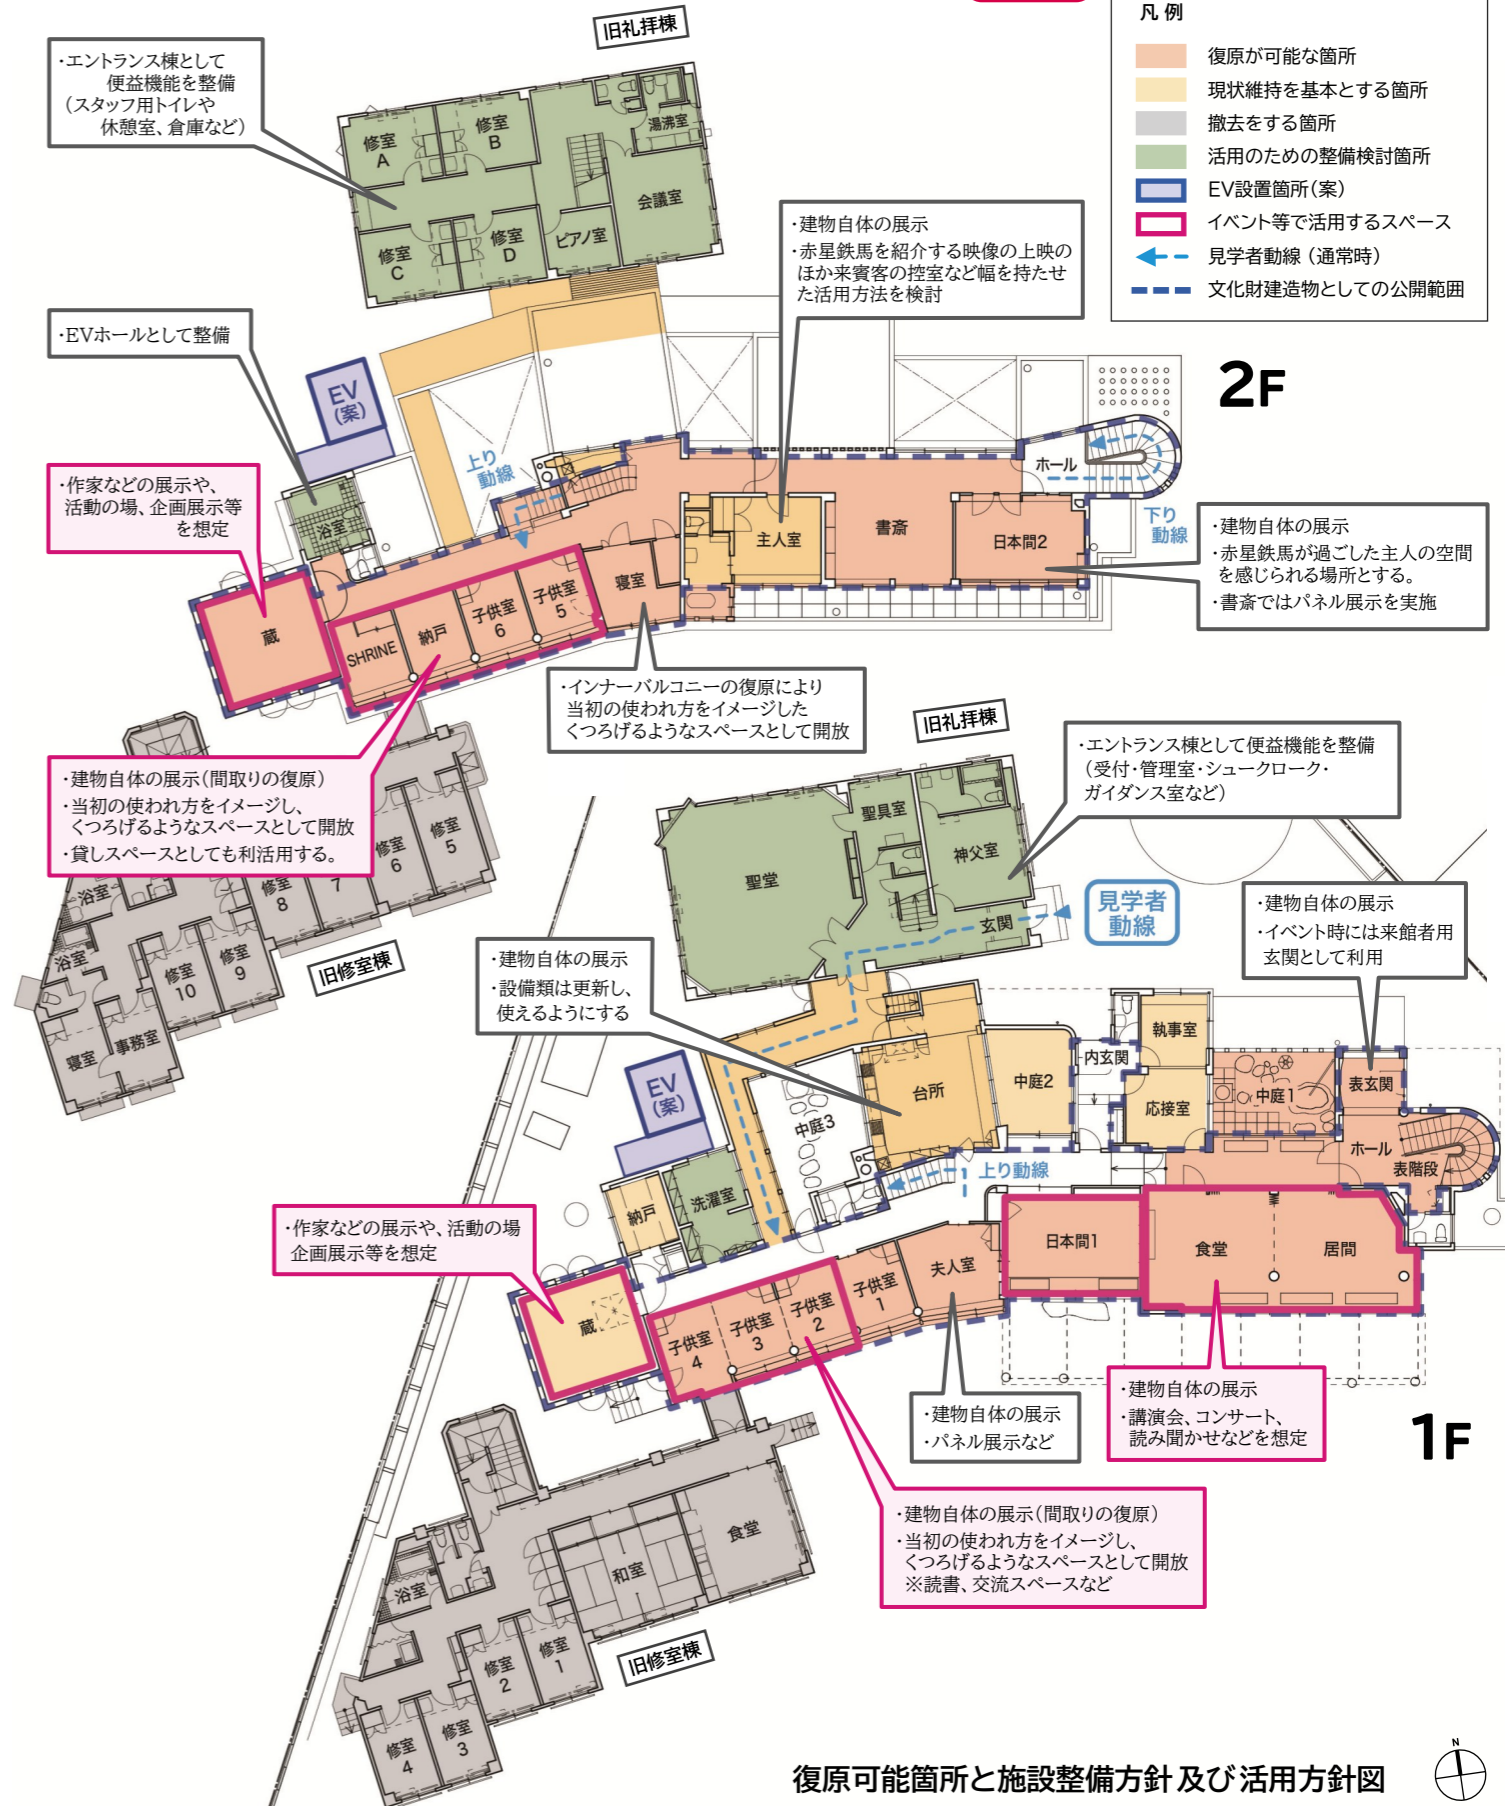 凡 例
復原が可能な箇所
現状維持を基本とする箇所
撤去をする箇所
活用のための整備検討箇所
EV設置箇所(案)
イベント等で活用するスペース
見学者動線 (通常時)
文化財建造物としての公開範囲
旧礼拝棟
・エントランス棟として
便益機能を整備
(スタッフ用トイレや
休憩室、倉庫など)
修室
A
修室
B
湯沸室
会議室
修室
C
修室
D
ピアノ室
・建物自体の展示
・赤星鉄馬を紹介する映像の上映の
ほか来賓客の控室など幅を持たせ
た活用方法を検討
・EVホールとして整備
2F
EV
(案)
上り
動線
ホール
下り
動線
・作家などの展示や、
活動の場、企画展示等
を想定
浴室
主人室
書斎
日本間2
・建物自体の展示
・赤星鉄馬が過ごした主人の空間
を感じられる場所とする。
・書斎ではパネル展示を実施
蔵
SHRINE
納戸
子供室
6
子供室
5
寝室
・インナーバルコニーの復原により
当初の使われ方をイメージした
くつろげるようなスペースとして開放
・建物自体の展示(間取りの復原)
・当初の使われ方をイメージし、
くつろげるようなスペースとして開放
・貸しスペースとしても利活用する。
修室
5
修室
6
7
修室
8
浴室
浴室
修室
9
修室
10
事務室
寝室
旧修室棟
旧礼拝棟
・エントランス棟として便益機能を整備
(受付・管理室・シュークローク・
ガイダンス室など)
聖具室
神父室
聖堂
玄関
見学者
動線
・建物自体の展示
・イベント時には来館者用
玄関として利用
・建物自体の展示
・設備類は更新し、
使えるようにする
EV
(案)
中庭3
台所
中庭2
内玄関
執事室
応接室
中庭1
表玄関
ホール
表階段
上り動線
納戸
洗濯室
・作家などの展示や、活動の場
企画展示等を想定
蔵
子供室
4
子供室
3
子供室
2
子供室
1
夫人室
日本間1
食堂
居間
・建物自体の展示
・パネル展示など
・建物自体の展示
・講演会、コンサート、
読み聞かせなどを想定
1F
・建物自体の展示(間取りの復原)
・当初の使われ方をイメージし、
くつろげるようなスペースとして開放
※読書、交流スペースなど
食堂
和室
浴室
修室
1
修室
2
修室
3
修室
4
旧修室棟
復原可能箇所と施設整備方針及び活用方針図
N